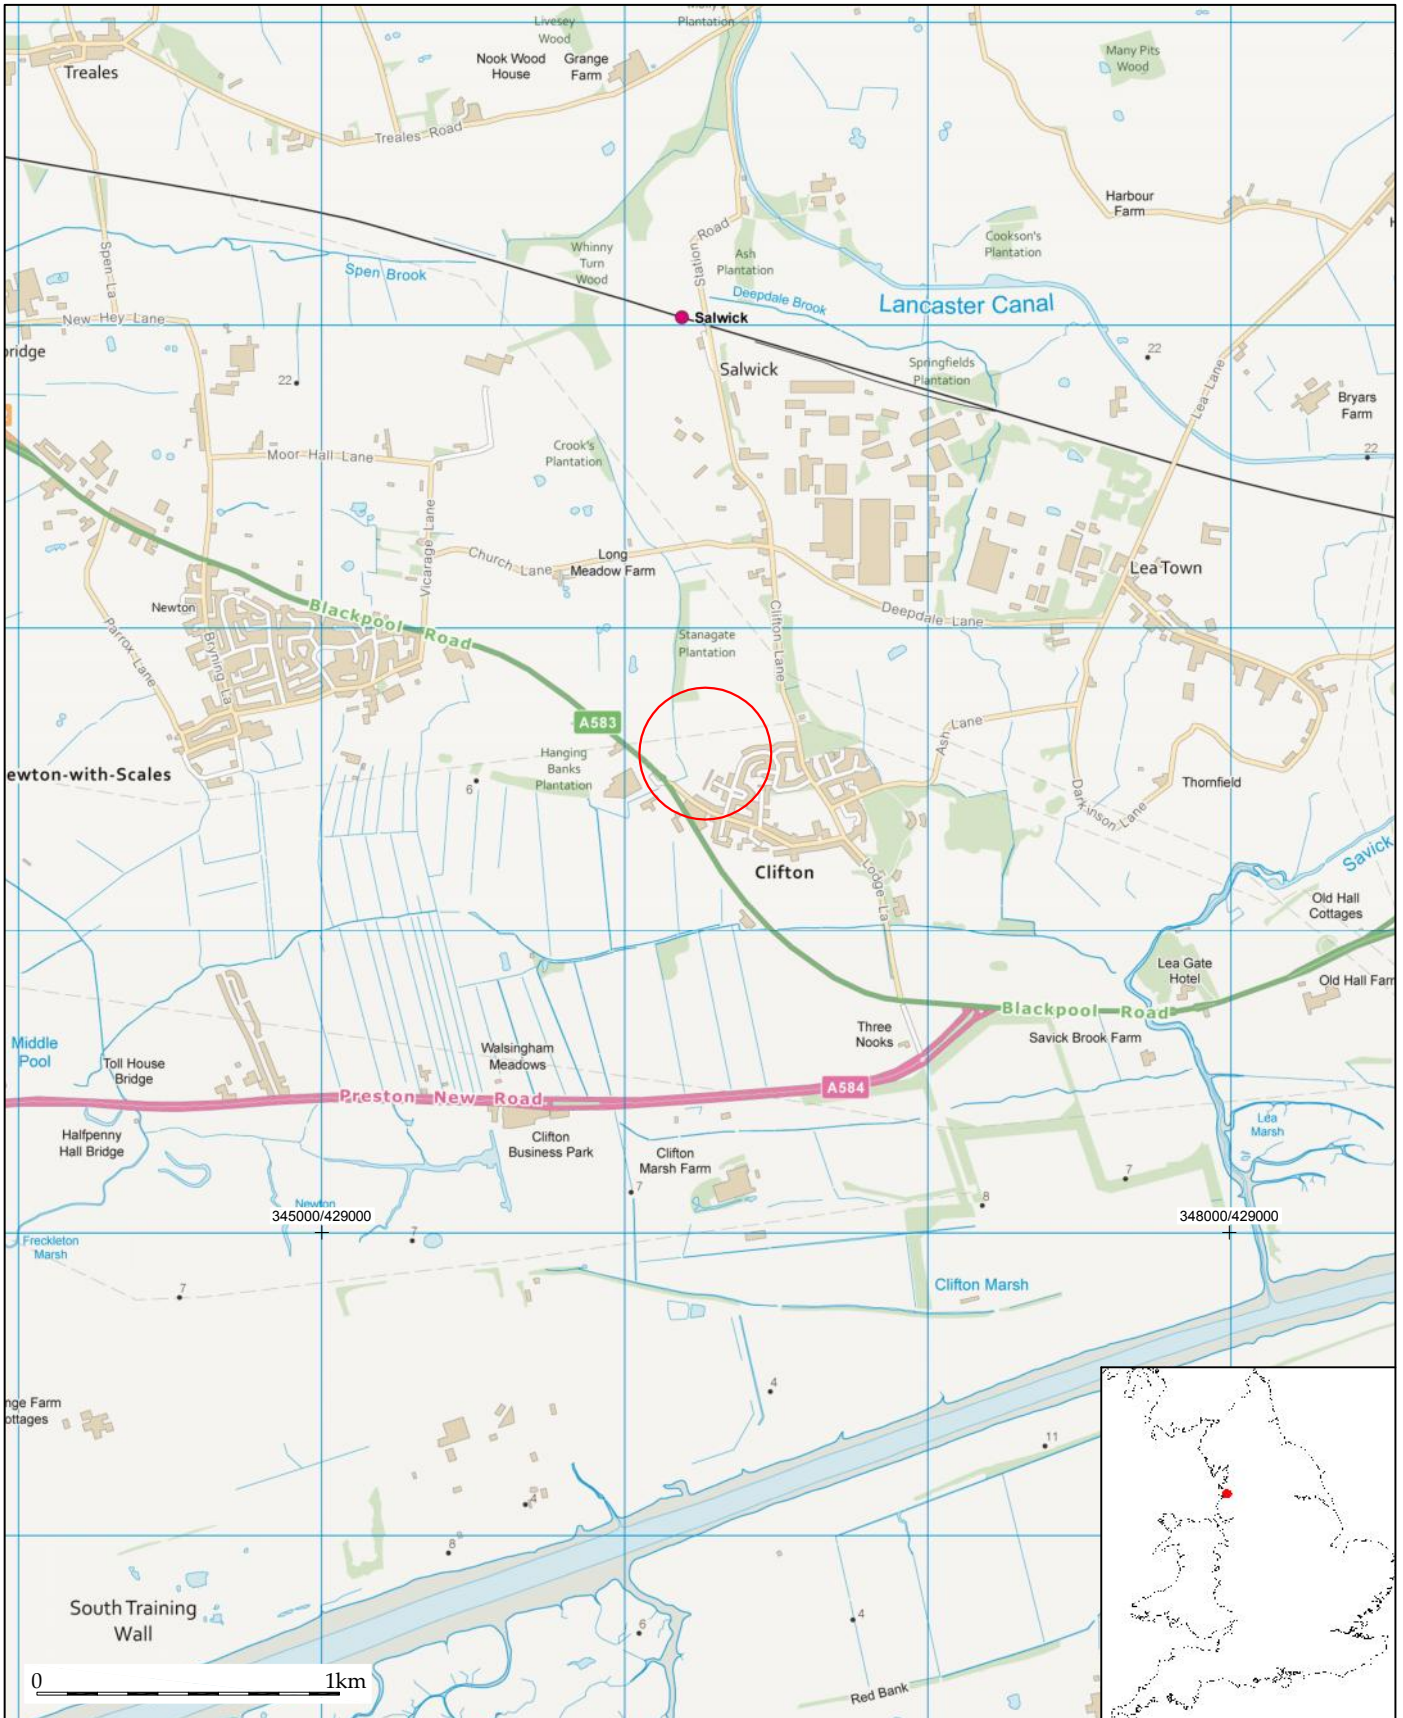 Livesey
Wood
Plantation
Treales
Nook Wood
House
Grange
Farm
Many Pits
Wood
Treales Road
Harbour
Farm
Spen La
Spen Brook
Whinny
Turn
Wood
Station Road
Ash
Plantation
Cookson's
Plantation
Deepdale Brook
Lancaster Canal
New Hey Lane
Salwick
Salwick
22
Springfields
Plantation
22
Lea Lane
Bryars
Farm
Moor Hall Lane
Crook's
Plantation
22
Vicarage Lane
Church Lane
Long
Meadow Farm
Lea Town
Newton
Blackpool Road
Deepdale Lane
Clifton Lane
Parrox Lane
Bryning La
Stanagate
Plantation
A583
Ash Lane
Hanging
Banks
Plantation
ewton-with-Scales
6
Thornfield
Darkinson Lane
Clifton
Lodge La
Savick
Old Hall
Cottages
Lea Gate
Hotel
Old Hall Farm
Blackpool Road
Middle
Pool
Three
Nooks
Savick Brook Farm
Toll House
Bridge
Walsingham
Meadows
Preston New Road
A584
Halfpenny
Hall Bridge
Clifton
Business Park
Clifton
Marsh Farm
Lea
Marsh
7
7
8
Newton
345000/429000
348000/429000
Freckleton
Marsh
7
7
Clifton Marsh
4
nge Farm
ottages
11
4
8
South Training
Wall
4
6
0
1km
Red Bank